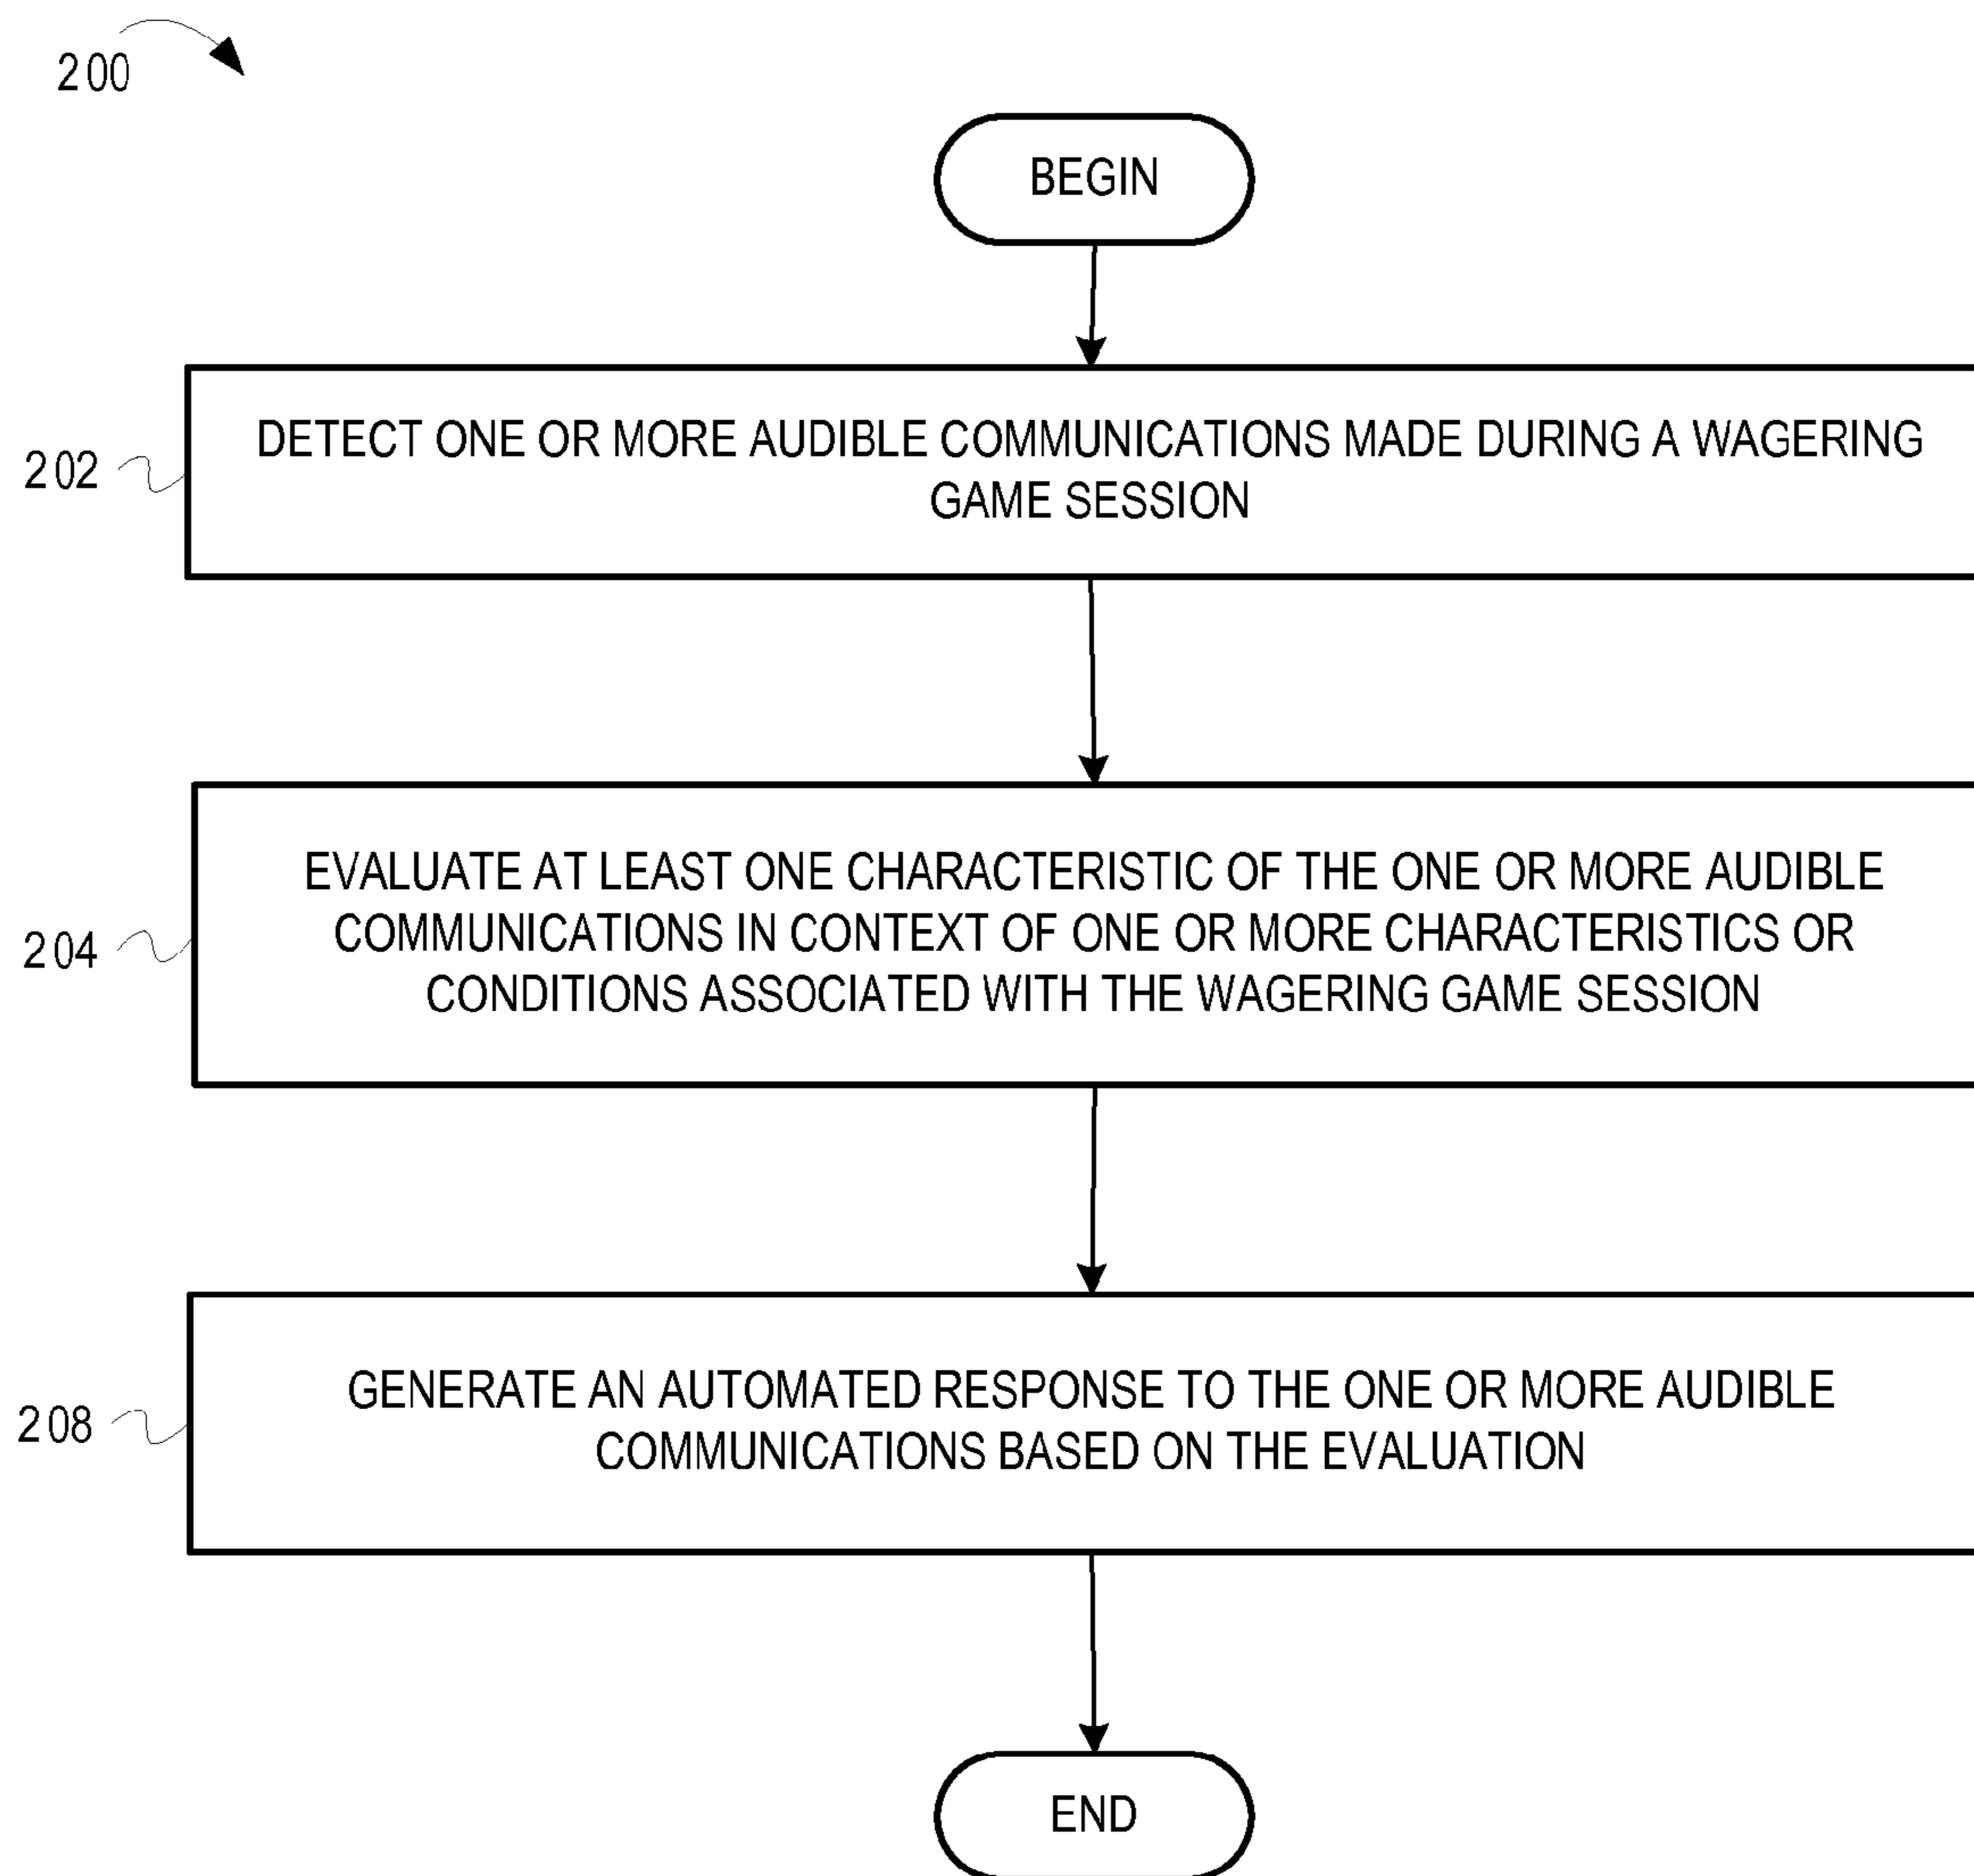 200
BEGIN
202
DETECT ONE OR MORE AUDIBLE COMMUNICATIONS MADE DURING A WAGERING
GAME SESSION
204
EVALUATE AT LEAST ONE CHARACTERISTIC OF THE ONE OR MORE AUDIBLE
COMMUNICATIONS IN CONTEXT OF ONE OR MORE CHARACTERISTICS OR
CONDITIONS ASSOCIATED WITH THE WAGERING GAME SESSION
208
GENERATE AN AUTOMATED RESPONSE TO THE ONE OR MORE AUDIBLE
COMMUNICATIONS BASED ON THE EVALUATION
END